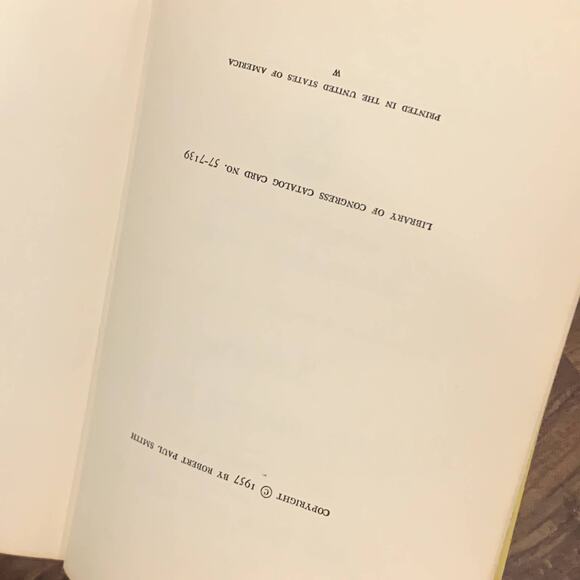 COPYRIGHT © 1957 BY ROBERT PAUL SMITH
LIBRARY OF CONGRESS CATALOG CARD NO. 57-7139
PRINTED IN THE UNITED STATES OF AMERICA
W